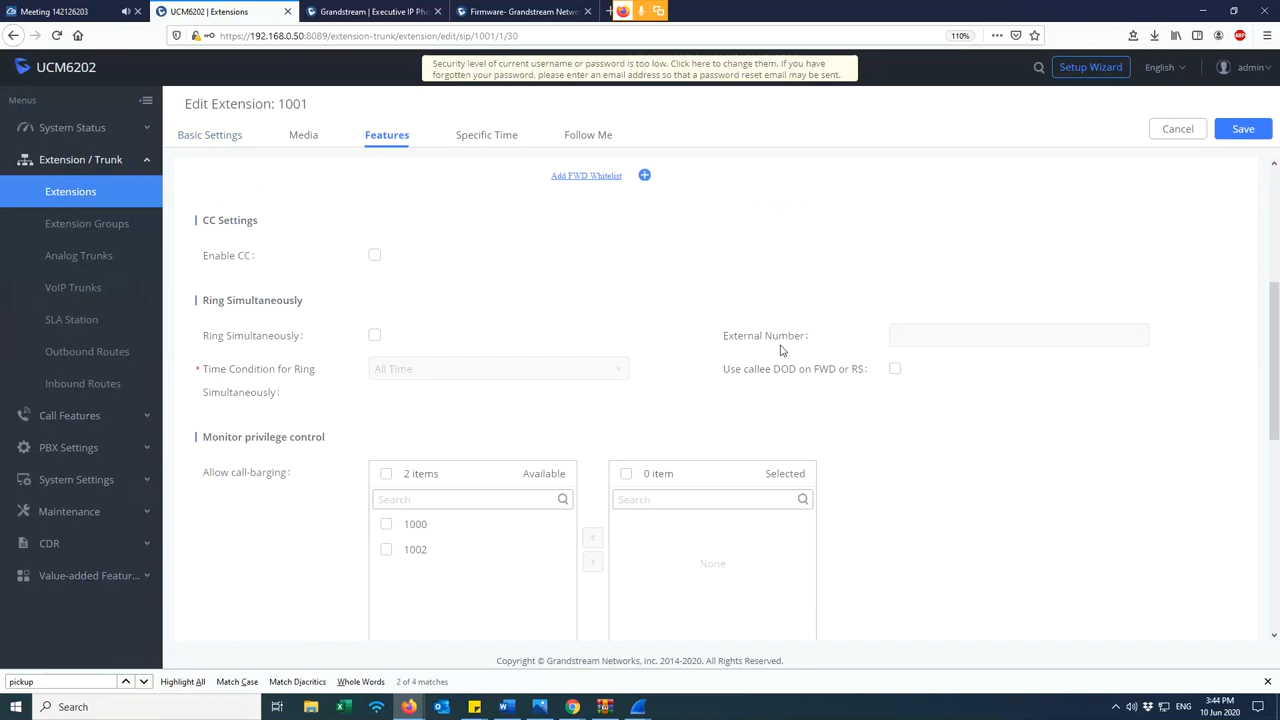 Meeting 142126203
UCM6202 | Extensions
Grandstream | Executive IP Pho
Firmware- Grandstream Netwo
https://192.168.0.50:8089/extension-trunk/extension/edit/sip/1001/1/30
110%
UCM6202
Security level of current username or password is too low. Click here to change them. If you have
forgotten your password, please enter an email address so that a password reset email may be sent.
Setup Wizard
English
admin
Menus
System Status
Extension / Trunk
Extensions
Extension Groups
Analog Trunks
VoIP Trunks
SLA Station
Outbound Routes
Inbound Routes
Call Features
PBX Settings
System Settings
Maintenance
CDR
Value-added Featur...
Edit Extension: 1001
Basic Settings
Media
Features
Specific Time
Follow Me
Cancel
Save
Add FWD Whitelist
CC Settings
Enable CC:
Ring Simultaneously
Ring Simultaneously:
External Number:
* Time Condition for Ring
Simultaneously:
All Time
Use callee DOD on FWD or RS:
Monitor privilege control
Allow call-barging:
2 items
Available
0 item
Selected
Search
Search
1000
1002
None
Copyright © Grandstream Networks, Inc. 2014-2020. All Rights Reserved.
pickup
Highlight All
Match Case
Match Diacritics
Whole Words
2 of 4 matches
Search
3:44 PM
10 Jun 2020